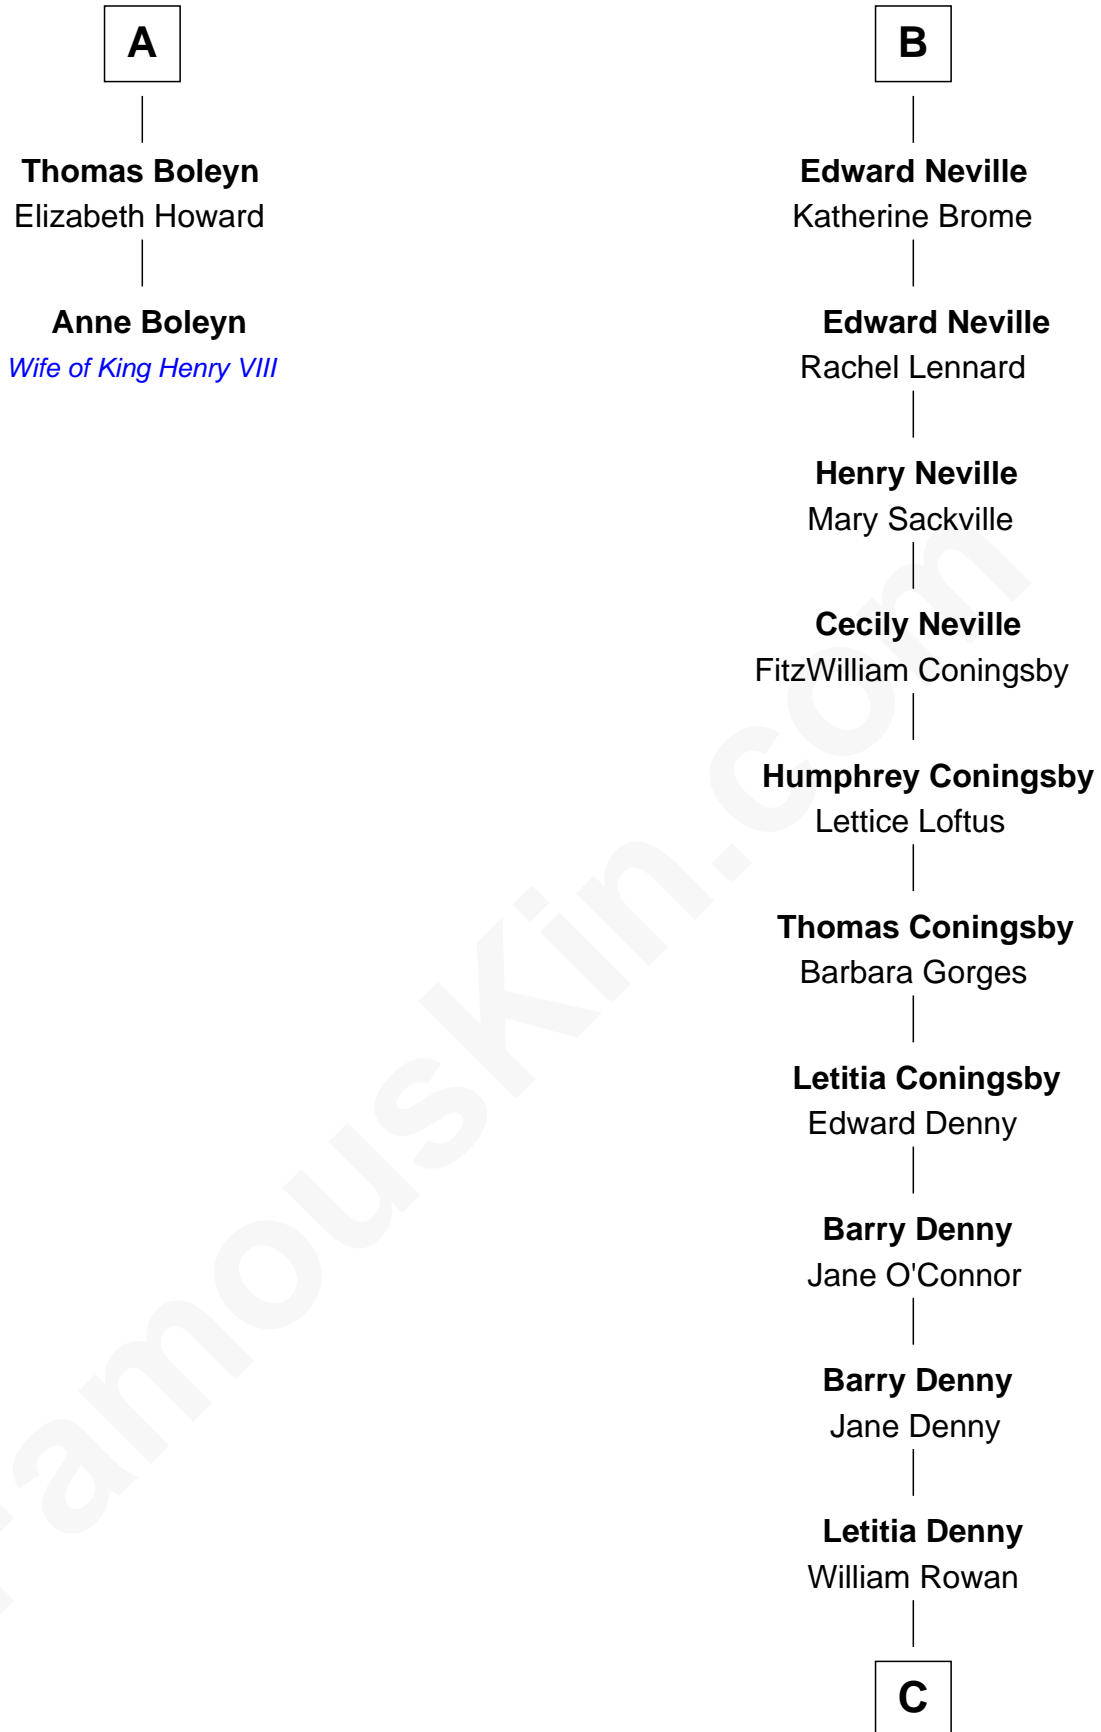 A
Thomas Boleyn
Elizabeth Howard
Anne Boleyn
Wife of King Henry VIII
B
Edward Neville
Katherine Brome
Edward Neville
Rachel Lennard
Henry Neville
Mary Sackville
Cecily Neville
FitzWilliam Coningsby
Humphrey Coningsby
Lettice Loftus
Thomas Coningsby
Barbara Gorges
Letitia Coningsby
Edward Denny
Barry Denny
Jane O'Connor
Barry Denny
Jane Denny
Letitia Denny
William Rowan
C
FamousKin.com